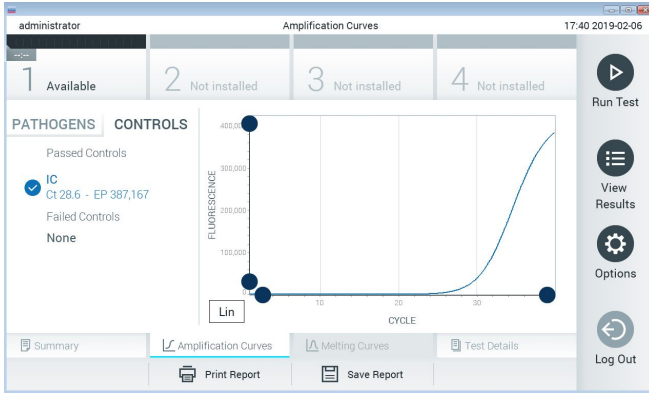 administrator
Amplification Curves
17:40 2019-02-06
--:--
1 Available
2 Not installed
3 Not installed
4 Not installed
Run Test
PATHOGENS CONTROLS
Passed Controls
IC
Ct 28.6 - EP 387,167
Failed Controls
None
FLUORESCENCE
400,000
300,000
200,000
100,000
0
10 20 30
CYCLE
Lin
View
Results
Options
Log Out
Summary
Amplification Curves
Melting Curves
Test Details
Print Report
Save Report